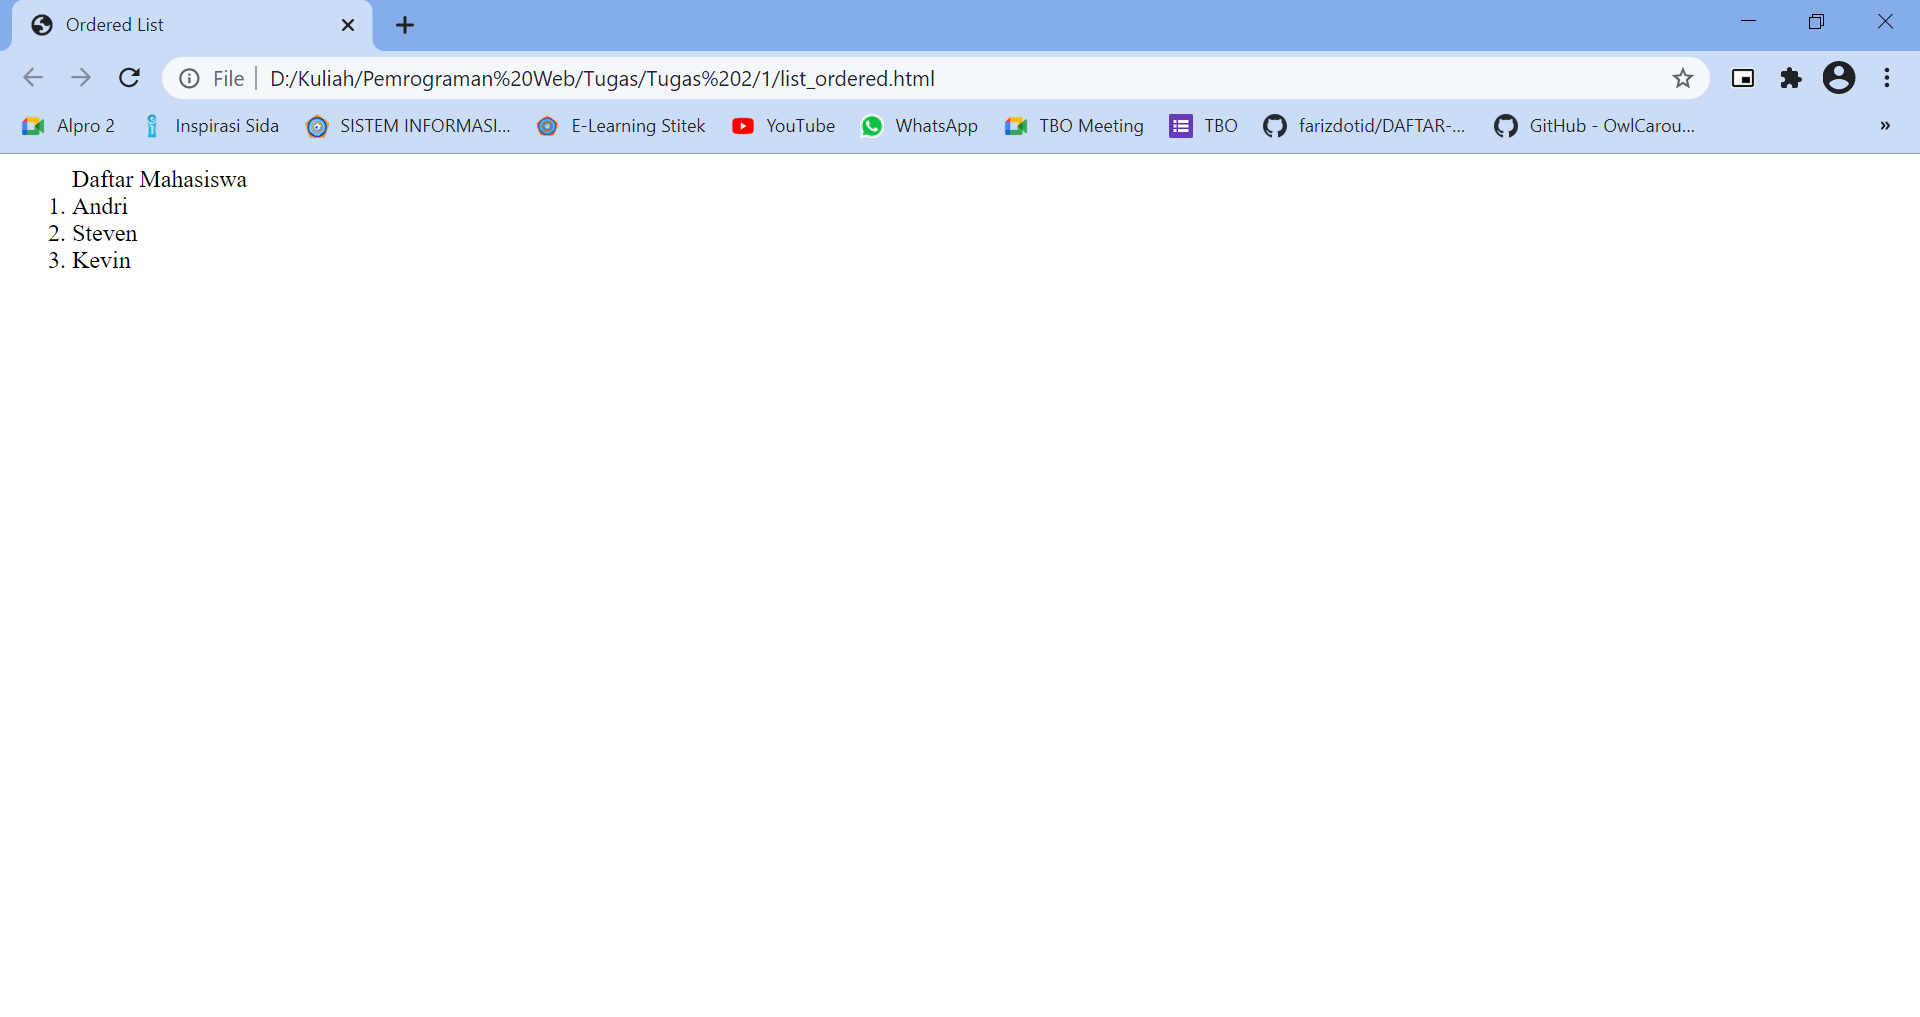 Ordered List
File D:/Kuliah/Pemrograman%20Web/Tugas/Tugas%202/1/list_ordered.html
Alpro 2 Inspirasi Sida SISTEM INFORMASI... E-Learning Stitek YouTube WhatsApp TBO Meeting TBO farizdotid/DAFTAR-... GitHub - OwlCarou... »
Daftar Mahasiswa
1. Andri
2. Steven
3. Kevin